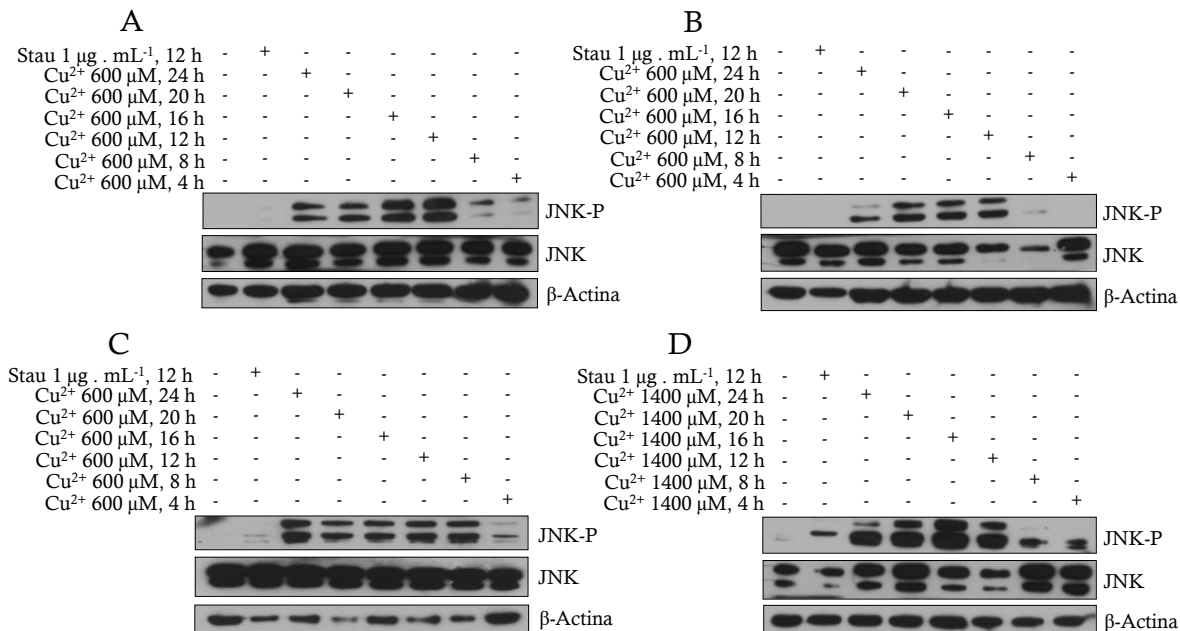 A
Stau 1 μg . mL⁻¹, 12 h - + - - - - - -
Cu²⁺ 600 μM, 24 h - - + - - - - -
Cu²⁺ 600 μM, 20 h - - - + - - - -
Cu²⁺ 600 μM, 16 h - - - - + - - -
Cu²⁺ 600 μM, 12 h - - - - - + - -
Cu²⁺ 600 μM, 8 h - - - - - - + -
Cu²⁺ 600 μM, 4 h - - - - - - - +
JNK-P
JNK
β-Actina
B
Stau 1 μg . mL⁻¹, 12 h - + - - - - - -
Cu²⁺ 600 μM, 24 h - - + - - - - -
Cu²⁺ 600 μM, 20 h - - - + - - - -
Cu²⁺ 600 μM, 16 h - - - - + - - -
Cu²⁺ 600 μM, 12 h - - - - - + - -
Cu²⁺ 600 μM, 8 h - - - - - - + -
Cu²⁺ 600 μM, 4 h - - - - - - - +
JNK-P
JNK
β-Actina
C
Stau 1 μg . mL⁻¹, 12 h - + - - - - - -
Cu²⁺ 600 μM, 24 h - - + - - - - -
Cu²⁺ 600 μM, 20 h - - - + - - - -
Cu²⁺ 600 μM, 16 h - - - - + - - -
Cu²⁺ 600 μM, 12 h - - - - - + - -
Cu²⁺ 600 μM, 8 h - - - - - - + -
Cu²⁺ 600 μM, 4 h - - - - - - - +
JNK-P
JNK
β-Actina
D
Stau 1 μg . mL⁻¹, 12 h - + - - - - - -
Cu²⁺ 1400 μM, 24 h - - + - - - - -
Cu²⁺ 1400 μM, 20 h - - - + - - - -
Cu²⁺ 1400 μM, 16 h - - - - + - - -
Cu²⁺ 1400 μM, 12 h - - - - - + - -
Cu²⁺ 1400 μM, 8 h - - - - - - + -
Cu²⁺ 1400 μM, 4 h - - - - - - - +
JNK-P
JNK
β-Actina